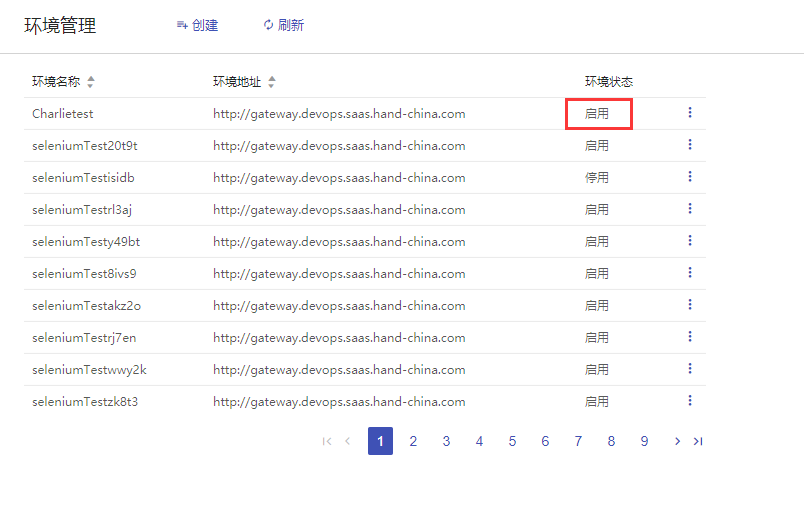 环境管理 创建 刷新
环境名称 环境地址 环境状态
Charlietest http://gateway.devops.saas.hand-china.com 启用
seleniumTest20t9t http://gateway.devops.saas.hand-china.com 启用
seleniumTestisidb http://gateway.devops.saas.hand-china.com 停用
seleniumTestrl3aj http://gateway.devops.saas.hand-china.com 启用
seleniumTesty49bt http://gateway.devops.saas.hand-china.com 启用
seleniumTest8ivs9 http://gateway.devops.saas.hand-china.com 启用
seleniumTestakz2o http://gateway.devops.saas.hand-china.com 启用
seleniumTestrj7en http://gateway.devops.saas.hand-china.com 启用
seleniumTestwwy2k http://gateway.devops.saas.hand-china.com 启用
seleniumTestzk8t3 http://gateway.devops.saas.hand-china.com 启用
1 2 3 4 5 6 7 8 9